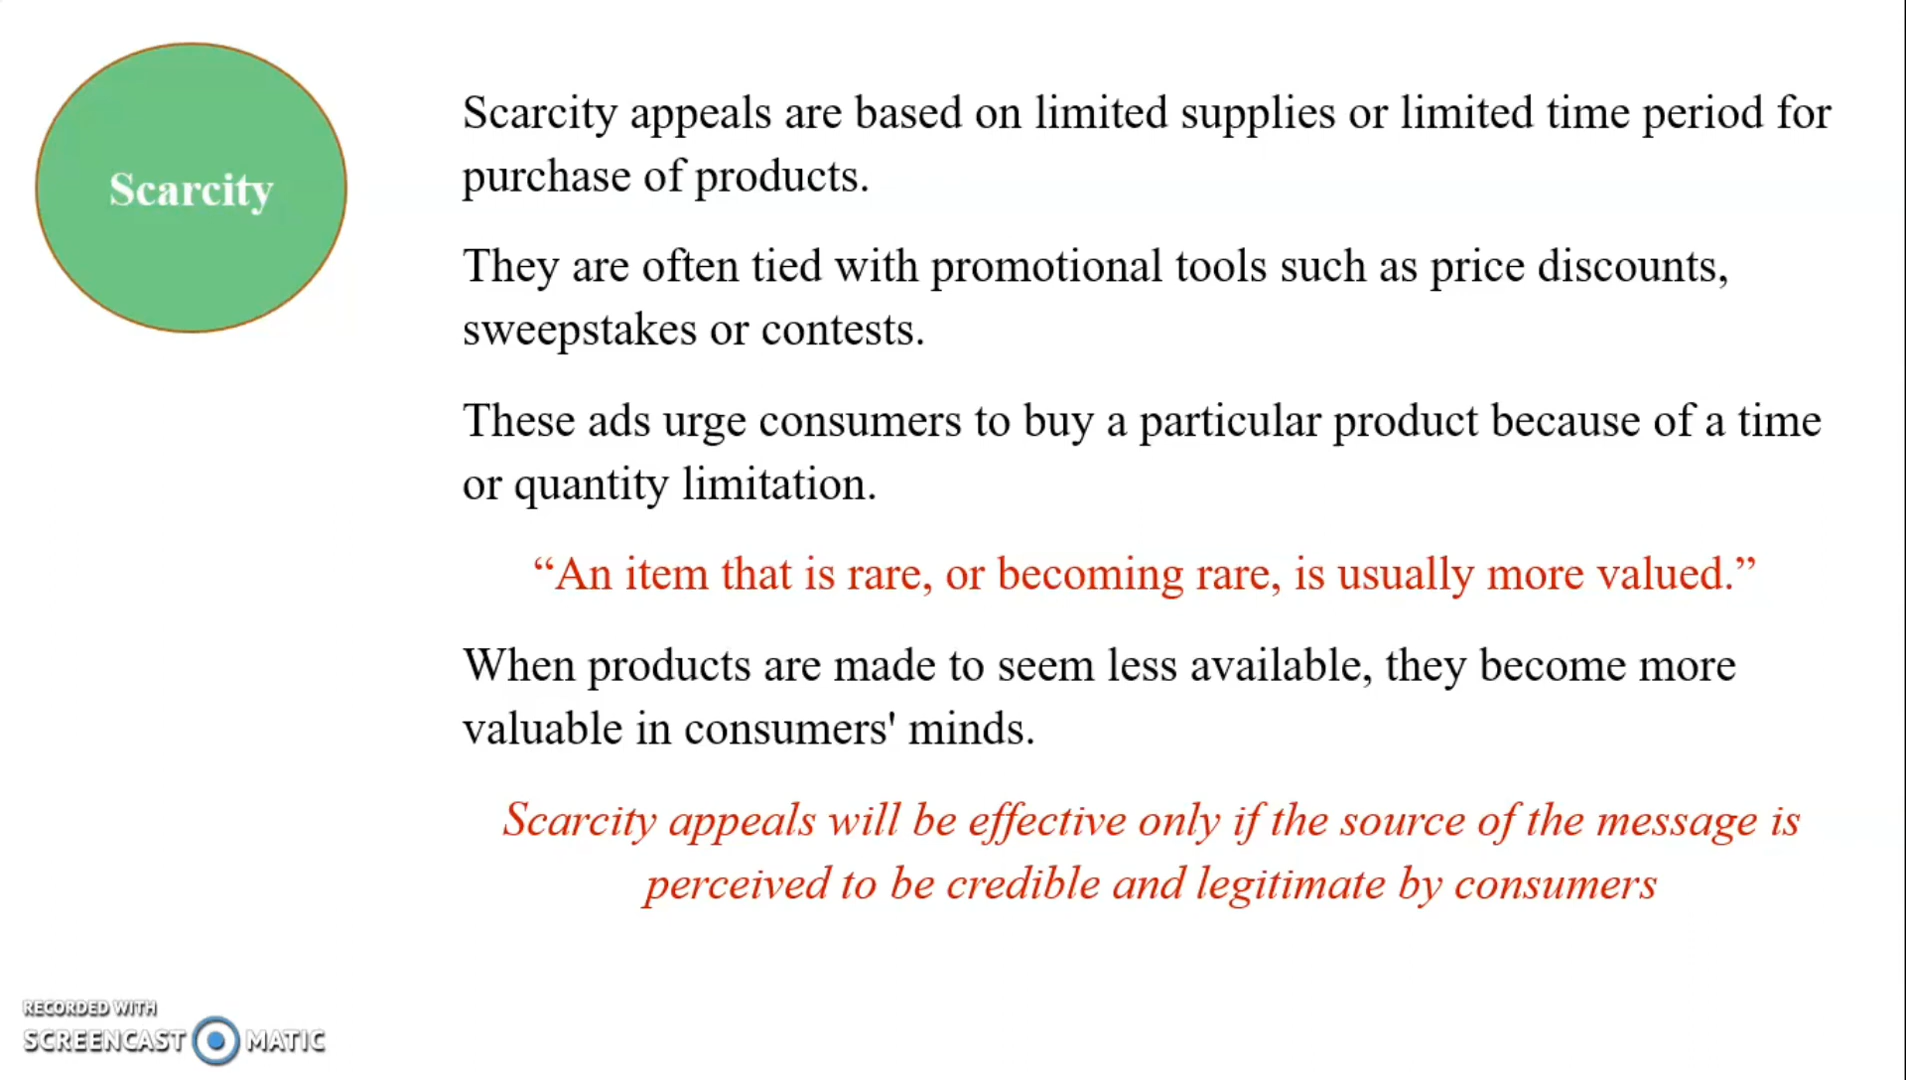 Scarcity
Scarcity appeals are based on limited supplies or limited time period for
purchase of products.
They are often tied with promotional tools such as price discounts,
sweepstakes or contests.
These ads urge consumers to buy a particular product because of a time
or quantity limitation.
“An item that is rare, or becoming rare, is usually more valued.”
When products are made to seem less available, they become more
valuable in consumers' minds.
Scarcity appeals will be effective only if the source of the message is
perceived to be credible and legitimate by consumers
RECORDED WITH
SCREENCAST MATIC